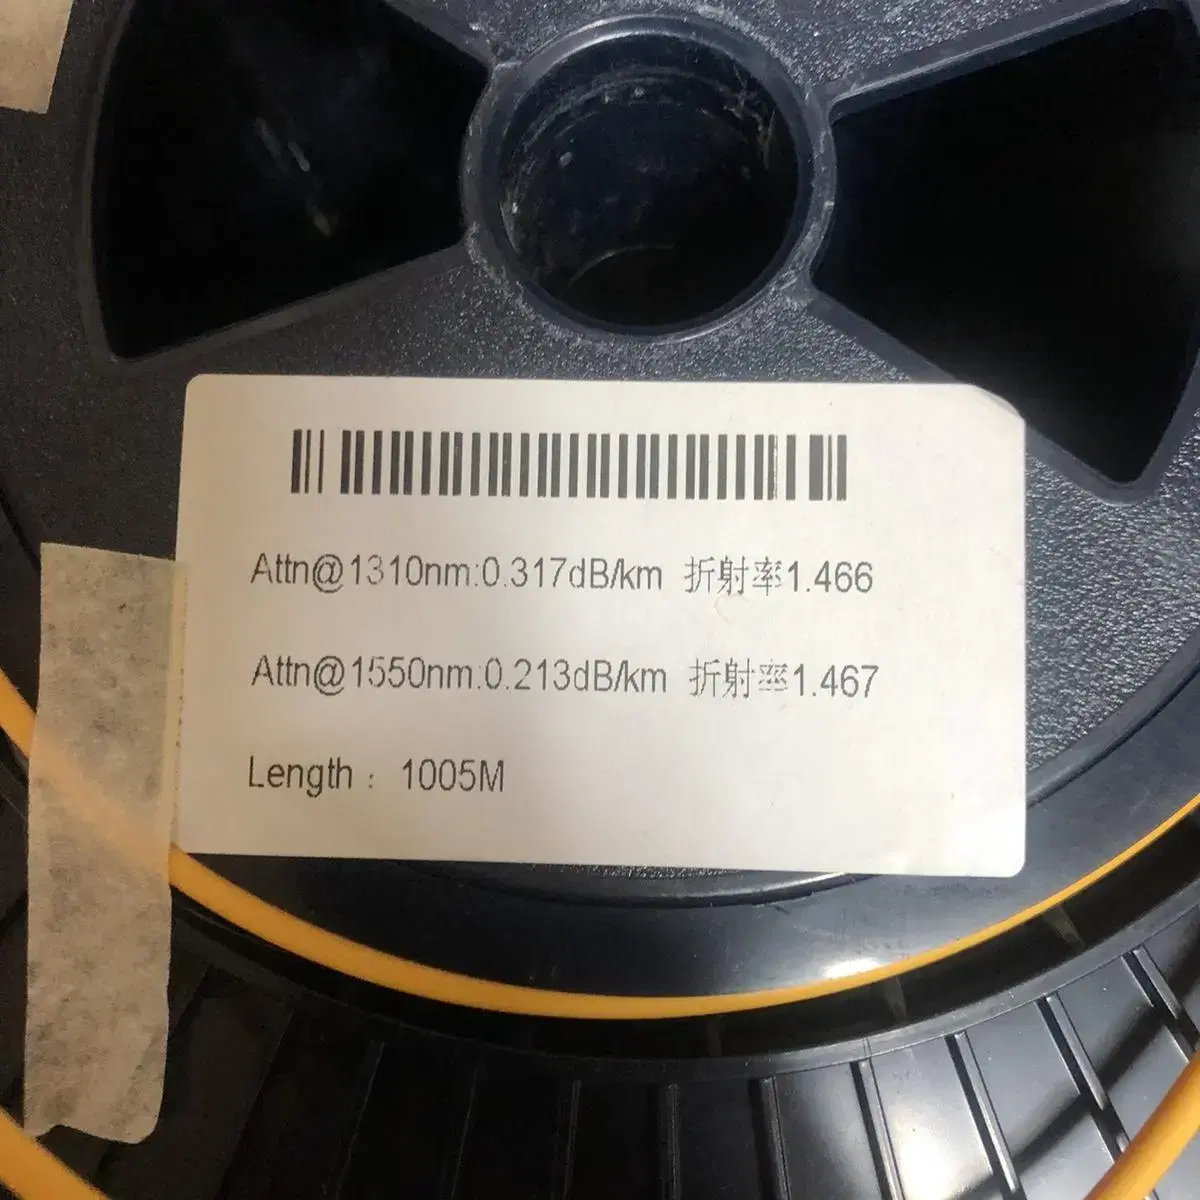 Attn@1310nm:0.317dB/km 折射率1.466
Attn@1550nm:0.213dB/km 折射率1.467
Length： 1005M